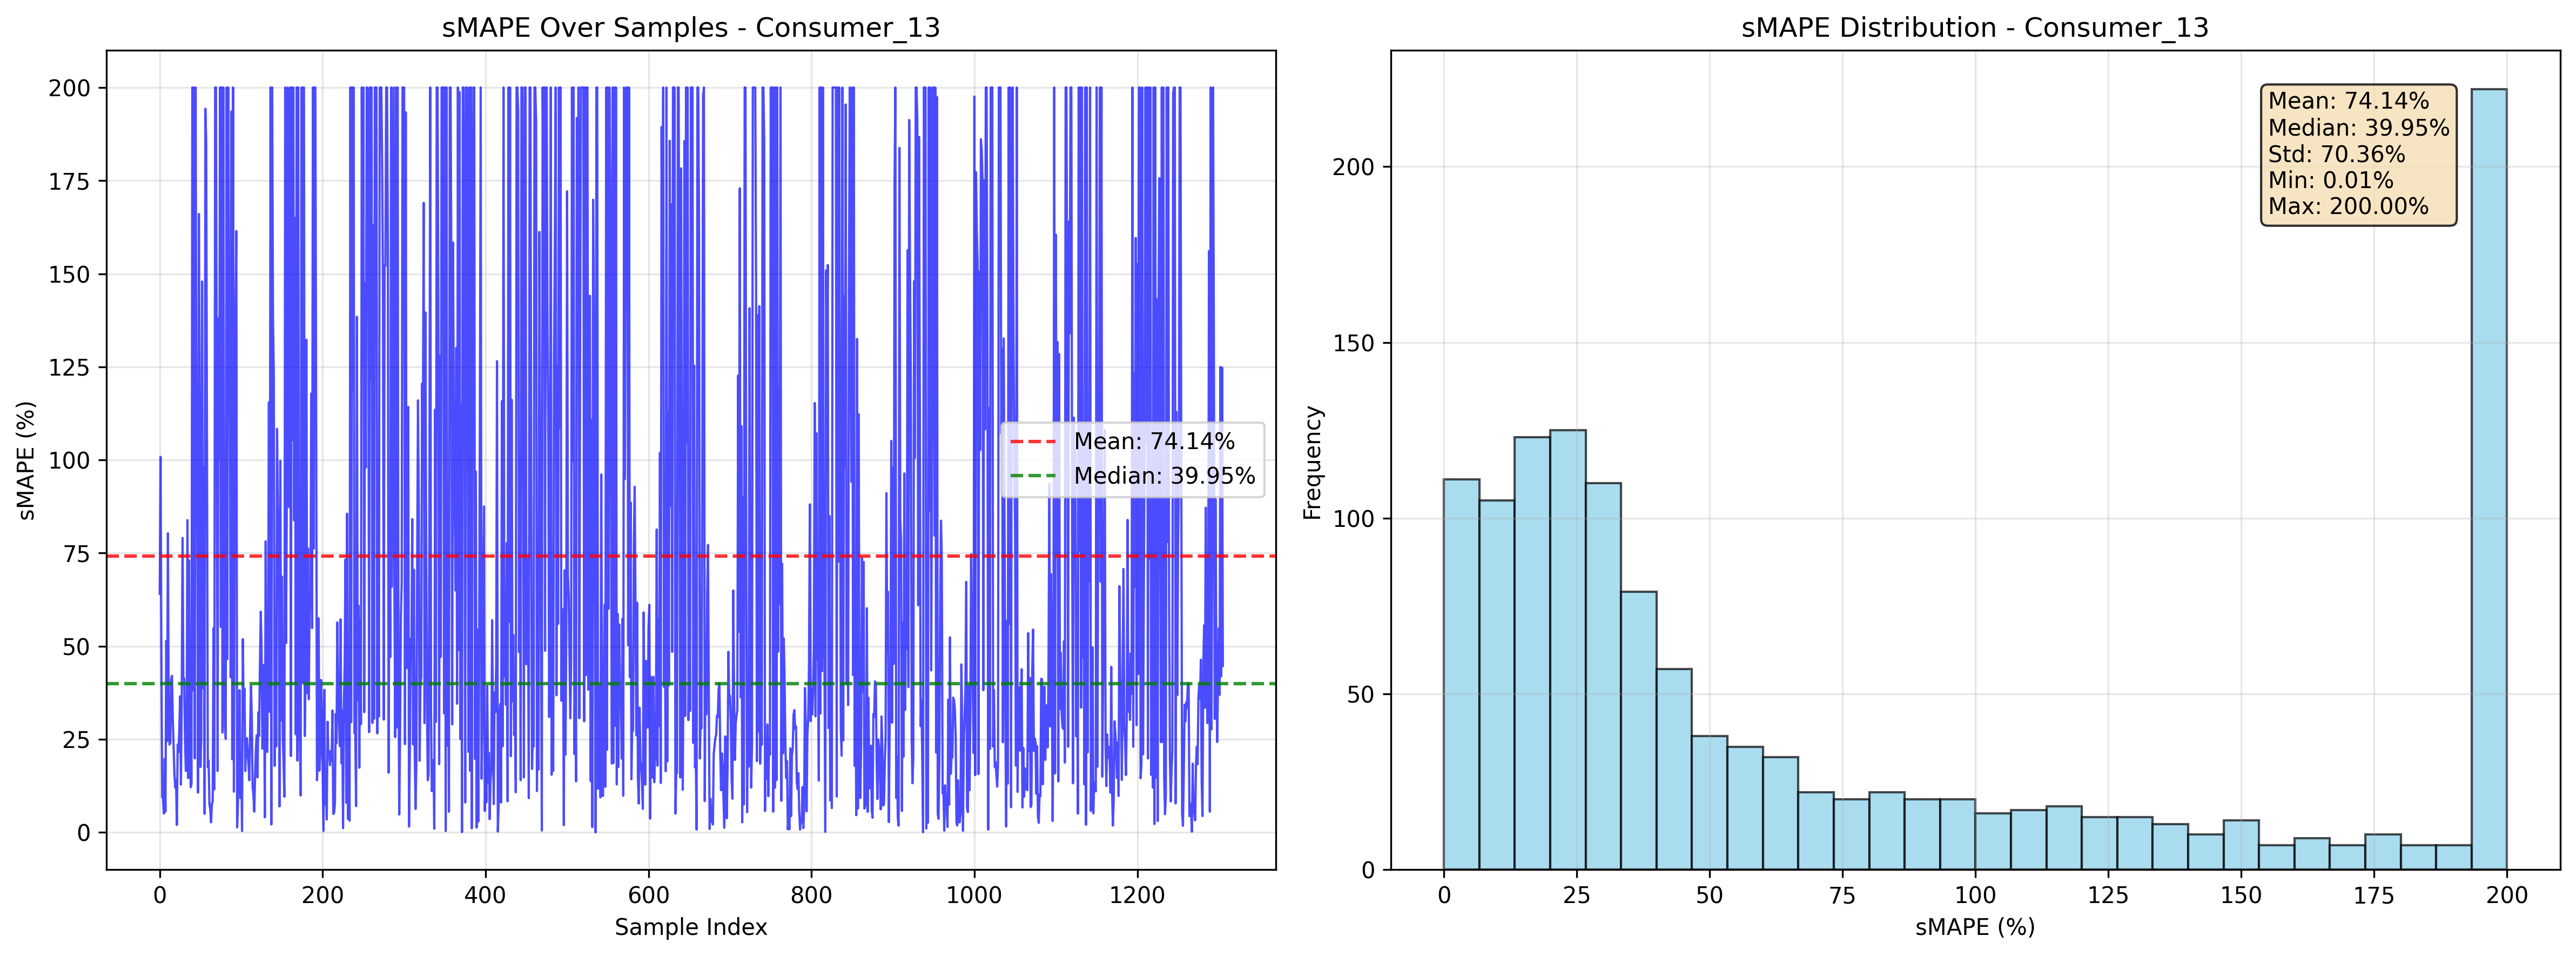 sMAPE Over Samples - Consumer_13
sMAPE (%)
200
175
150
125
100
75
50
25
0
Mean: 74.14%
Median: 39.95%
0 200 400 600 800 1000 1200
Sample Index
sMAPE Distribution - Consumer_13
Frequency
200
150
100
50
0
Mean: 74.14%
Median: 39.95%
Std: 70.36%
Min: 0.01%
Max: 200.00%
0 25 50 75 100 125 150 175 200
sMAPE (%)